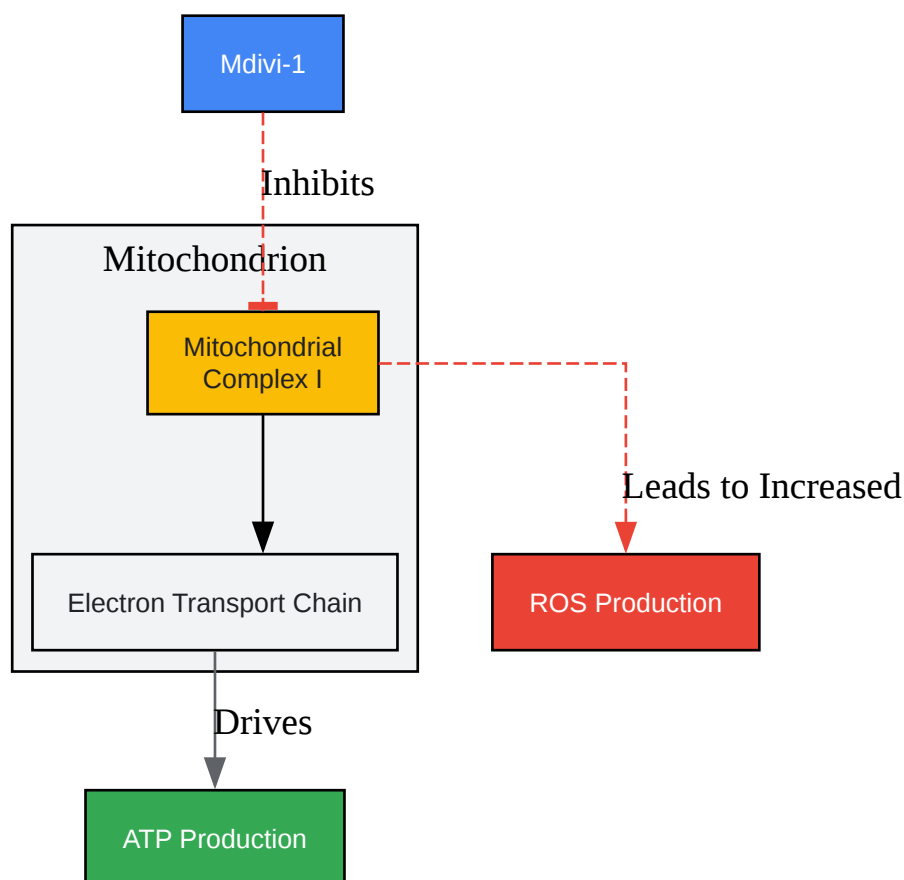 Mdivi-1
Inhibits
Mitochondrion
Mitochondrial
Complex I
Leads to Increased
Electron Transport Chain
ROS Production
Drives
ATP Production